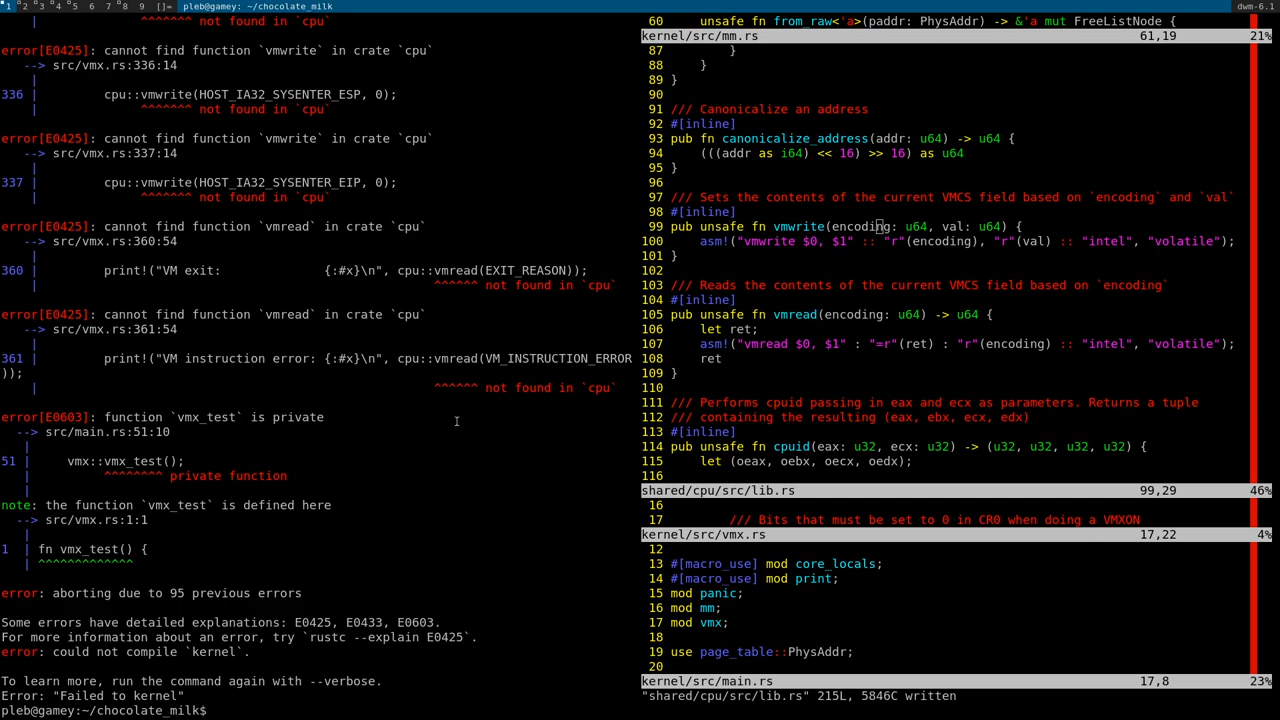 1 2 3 4 5 6 7 8 9 []= pleb@gamey: ~/chocolate_milk dwm-6.1
| ^^^^^^^ not found in `cpu`
error[E0425]: cannot find function `vmwrite` in crate `cpu`
--> src/vmx.rs:336:14
|
336 | cpu::vmwrite(HOST_IA32_SYSENTER_ESP, 0);
| ^^^^^^^ not found in `cpu`
error[E0425]: cannot find function `vmwrite` in crate `cpu`
--> src/vmx.rs:337:14
|
337 | cpu::vmwrite(HOST_IA32_SYSENTER_EIP, 0);
| ^^^^^^^ not found in `cpu`
error[E0425]: cannot find function `vmread` in crate `cpu`
--> src/vmx.rs:360:54
|
360 | print!("VM exit: {:#x}\n", cpu::vmread(EXIT_REASON));
| ^^^^^^ not found in `cpu`
error[E0425]: cannot find function `vmread` in crate `cpu`
--> src/vmx.rs:361:54
|
361 | print!("VM instruction error: {:#x}\n", cpu::vmread(VM_INSTRUCTION_ERROR
));
| ^^^^^^ not found in `cpu`
error[E0603]: function `vmx_test` is private
--> src/main.rs:51:10
|
51 | vmx::vmx_test();
| ^^^^^^^^ private function
|
note: the function `vmx_test` is defined here
--> src/vmx.rs:1:1
|
1 | fn vmx_test() {
| ^^^^^^^^^^^^^
error: aborting due to 95 previous errors
Some errors have detailed explanations: E0425, E0433, E0603.
For more information about an error, try `rustc --explain E0425`.
error: could not compile `kernel`.
To learn more, run the command again with --verbose.
Error: "Failed to kernel"
pleb@gamey:~/chocolate_milk$
60 unsafe fn from_raw<'a>(paddr: PhysAddr) -> &'a mut FreeListNode {
kernel/src/mm.rs 61,19 21%
87 }
88 }
89 }
90
91 /// Canonicalize an address
92 #[inline]
93 pub fn canonicalize_address(addr: u64) -> u64 {
94 (((addr as i64) << 16) >> 16) as u64
95 }
96
97 /// Sets the contents of the current VMCS field based on `encoding` and `val`
98 #[inline]
99 pub unsafe fn vmwrite(encoding: u64, val: u64) {
100 asm!("vmwrite $0, $1" :: "r"(encoding), "r"(val) :: "intel", "volatile");
101 }
102
103 /// Reads the contents of the current VMCS field based on `encoding`
104 #[inline]
105 pub unsafe fn vmread(encoding: u64) -> u64 {
106 let ret;
107 asm!("vmread $0, $1" : "=r"(ret) : "r"(encoding) :: "intel", "volatile");
108 ret
109 }
110
111 /// Performs cpuid passing in eax and ecx as parameters. Returns a tuple
112 /// containing the resulting (eax, ebx, ecx, edx)
113 #[inline]
114 pub unsafe fn cpuid(eax: u32, ecx: u32) -> (u32, u32, u32, u32) {
115 let (oeax, oebx, oecx, oedx);
116
shared/cpu/src/lib.rs 99,29 46%
16
17 /// Bits that must be set to 0 in CR0 when doing a VMXON
kernel/src/vmx.rs 17,22 4%
12
13 #[macro_use] mod core_locals;
14 #[macro_use] mod print;
15 mod panic;
16 mod mm;
17 mod vmx;
18
19 use page_table::PhysAddr;
20
kernel/src/main.rs 17,8 23%
"shared/cpu/src/lib.rs" 215L, 5846C written